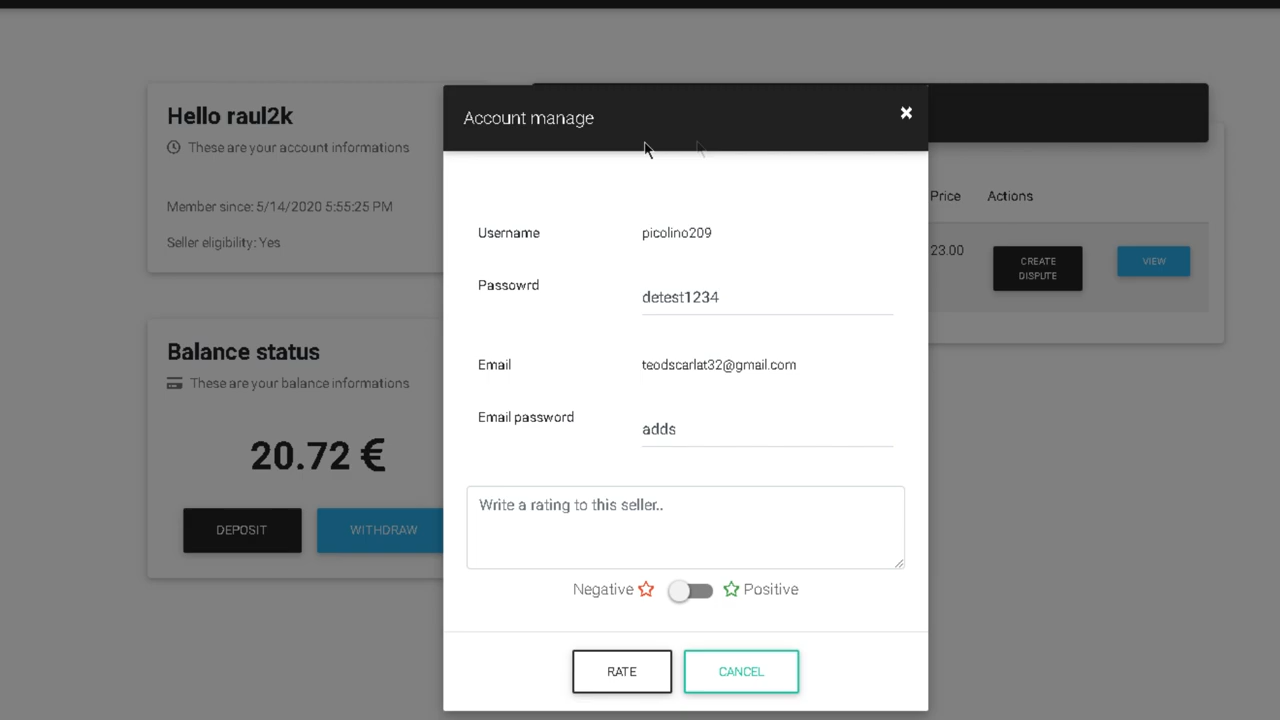 Hello raul2k
These are your account informations
Member since: 5/14/2020 5:55:25 PM
Seller eligibility: Yes
Balance status
These are your balance informations
20.72 €
DEPOSIT
WITHDRAW
Account manage
×
Username
picolino209
Passowrd
detest1234
Email
teodscarlat32@gmail.com
Email password
adds
Write a rating to this seller..
Negative
Positive
RATE
CANCEL
Price
Actions
23.00
CREATE
DISPUTE
VIEW